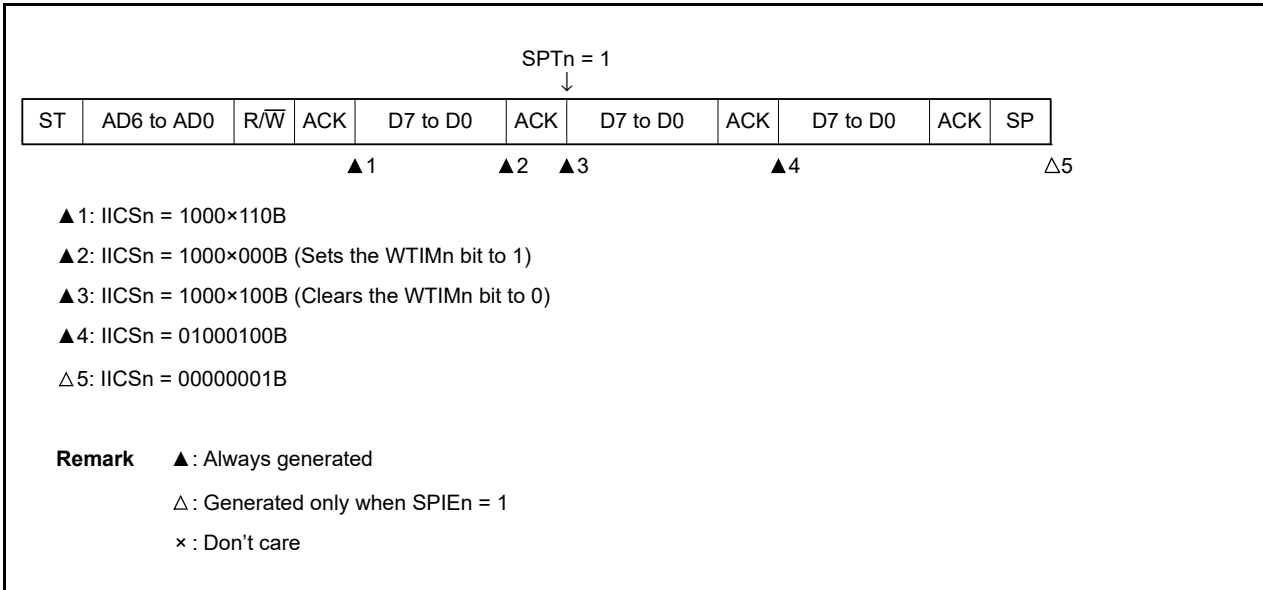 SPTn = 1
↓
ST AD6 to AD0 R/W̅ ACK D7 to D0 ACK D7 to D0 ACK D7 to D0 ACK SP
▲1 ▲2 ▲3 ▲4 △5
▲1: IICSn = 1000×110B
▲2: IICSn = 1000×000B (Sets the WTIMn bit to 1)
▲3: IICSn = 1000×100B (Clears the WTIMn bit to 0)
▲4: IICSn = 01000100B
△5: IICSn = 00000001B
Remark ▲: Always generated
△: Generated only when SPIEn = 1
× : Don’t care